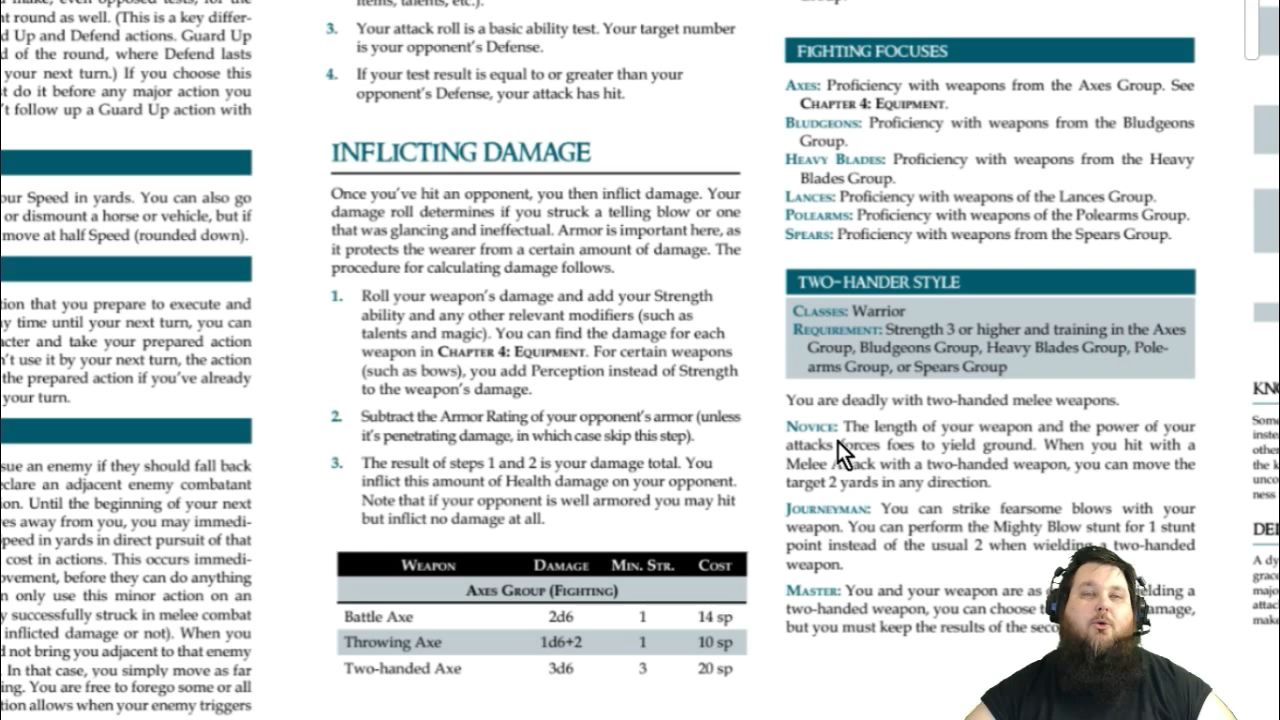 make, even opposed tests, for the
t round as well. (This is a key differ-
d Up and Defend actions. Guard Up
d of the round, where Defend lasts
your next turn.) If you choose this
t do it before any major action you
't follow up a Guard Up action with
our Speed in yards. You can also go
or dismount a horse or vehicle, but if
move at half Speed (rounded down).
tion that you prepare to execute and
y time until your next turn, you can
acter and take your prepared action
n't use it by your next turn, the action
the prepared action if you've already
your turn.
sue an enemy if they should fall back
clare an adjacent enemy combatant
on. Until the beginning of your next
es away from you, you may immedi-
peed in yards in direct pursuit of that
cost in actions. This occurs immedi-
ovement, before they can do anything
n only use this minor action on an
y successfully struck in melee combat
inflicted damage or not). When you
d not bring you adjacent to that enemy
In that case, you simply move as far
ing. You are free to forego some or all
tion allows when your enemy triggers
items, talents, etc.).
3. Your attack roll is a basic ability test. Your target number
is your opponent's Defense.
4. If your test result is equal to or greater than your
opponent's Defense, your attack has hit.
INFLICTING DAMAGE
Once you've hit an opponent, you then inflict damage. Your
damage roll determines if you struck a telling blow or one
that was glancing and ineffectual. Armor is important here, as
it protects the wearer from a certain amount of damage. The
procedure for calculating damage follows.
1. Roll your weapon's damage and add your Strength
ability and any other relevant modifiers (such as
talents and magic). You can find the damage for each
weapon in CHAPTER 4: EQUIPMENT. For certain weapons
(such as bows), you add Perception instead of Strength
to the weapon's damage.
2. Subtract the Armor Rating of your opponent's armor (unless
it's penetrating damage, in which case skip this step).
3. The result of steps 1 and 2 is your damage total. You
inflict this amount of Health damage on your opponent.
Note that if your opponent is well armored you may hit
but inflict no damage at all.
WEAPON DAMAGE MIN. STR. COST
AXES GROUP (FIGHTING)
Battle Axe 2d6 1 14 sp
Throwing Axe 1d6+2 1 10 sp
Two-handed Axe 3d6 3 20 sp
Group.
FIGHTING FOCUSES
AXES: Proficiency with weapons from the Axes Group. See
CHAPTER 4: EQUIPMENT.
BLUDGEONS: Proficiency with weapons from the Bludgeons
Group.
HEAVY BLADES: Proficiency with weapons from the Heavy
Blades Group.
LANCES: Proficiency with weapons of the Lances Group.
POLEARMS: Proficiency with weapons of the Polearms Group.
SPEARS: Proficiency with weapons from the Spears Group.
TWO-HANDER STYLE
CLASSES: Warrior
REQUIREMENT: Strength 3 or higher and training in the Axes
Group, Bludgeons Group, Heavy Blades Group, Pole-
arms Group, or Spears Group
You are deadly with two-handed melee weapons.
NOVICE: The length of your weapon and the power of your
attacks forces foes to yield ground. When you hit with a
Melee Attack with a two-handed weapon, you can move the
target 2 yards in any direction.
JOURNEYMAN: You can strike fearsome blows with your
weapon. You can perform the Mighty Blow stunt for 1 stunt
point instead of the usual 2 when wielding a two-handed
weapon.
MASTER: You and your weapon are as elding a
two-handed weapon, you can choose t amage,
but you must keep the results of the seco
KNO
Some
inste
other
the k
unco
ness
DEL
A dy
grac
majo
attac
make